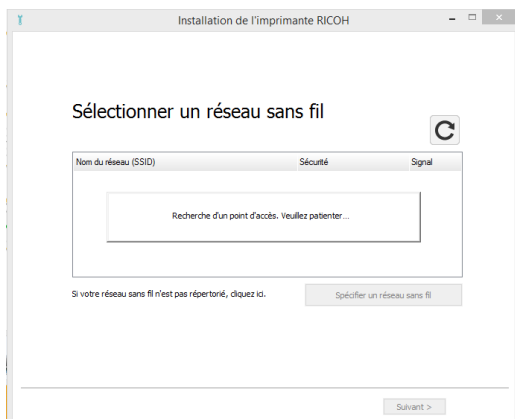 Installation de l'imprimante RICOH
Sélectionner un réseau sans fil
Nom du réseau (SSID) Sécurité Signal
Recherche d'un point d'accès. Veuillez patienter...
Si votre réseau sans fil n'est pas répertorié, cliquez ici. Spécifier un réseau sans fil
Suivant >